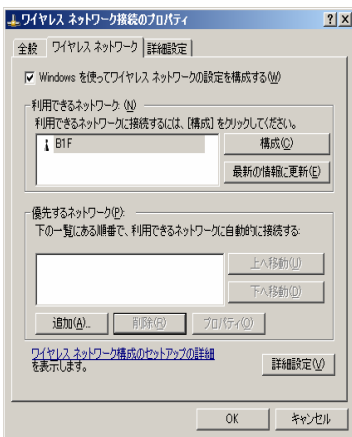 ワイヤレス ネットワーク接続のプロパティ
全般 ワイヤレス ネットワーク 詳細設定
Windows を使ってワイヤレス ネットワークの設定を構成する(W)
利用できるネットワーク (N)
利用できるネットワークに接続するには、[構成] をクリックしてください。
B1F
構成(C)
最新の情報に更新(E)
優先するネットワーク(P):
下の一覧にある順番で、利用できるネットワークに自動的に接続する:
上へ移動(U)
下へ移動(D)
追加(A)... 削除(R) プロパティ(O)
ワイヤレス ネットワーク構成のセットアップの詳細
を表示します。
詳細設定(V)
OK キャンセル